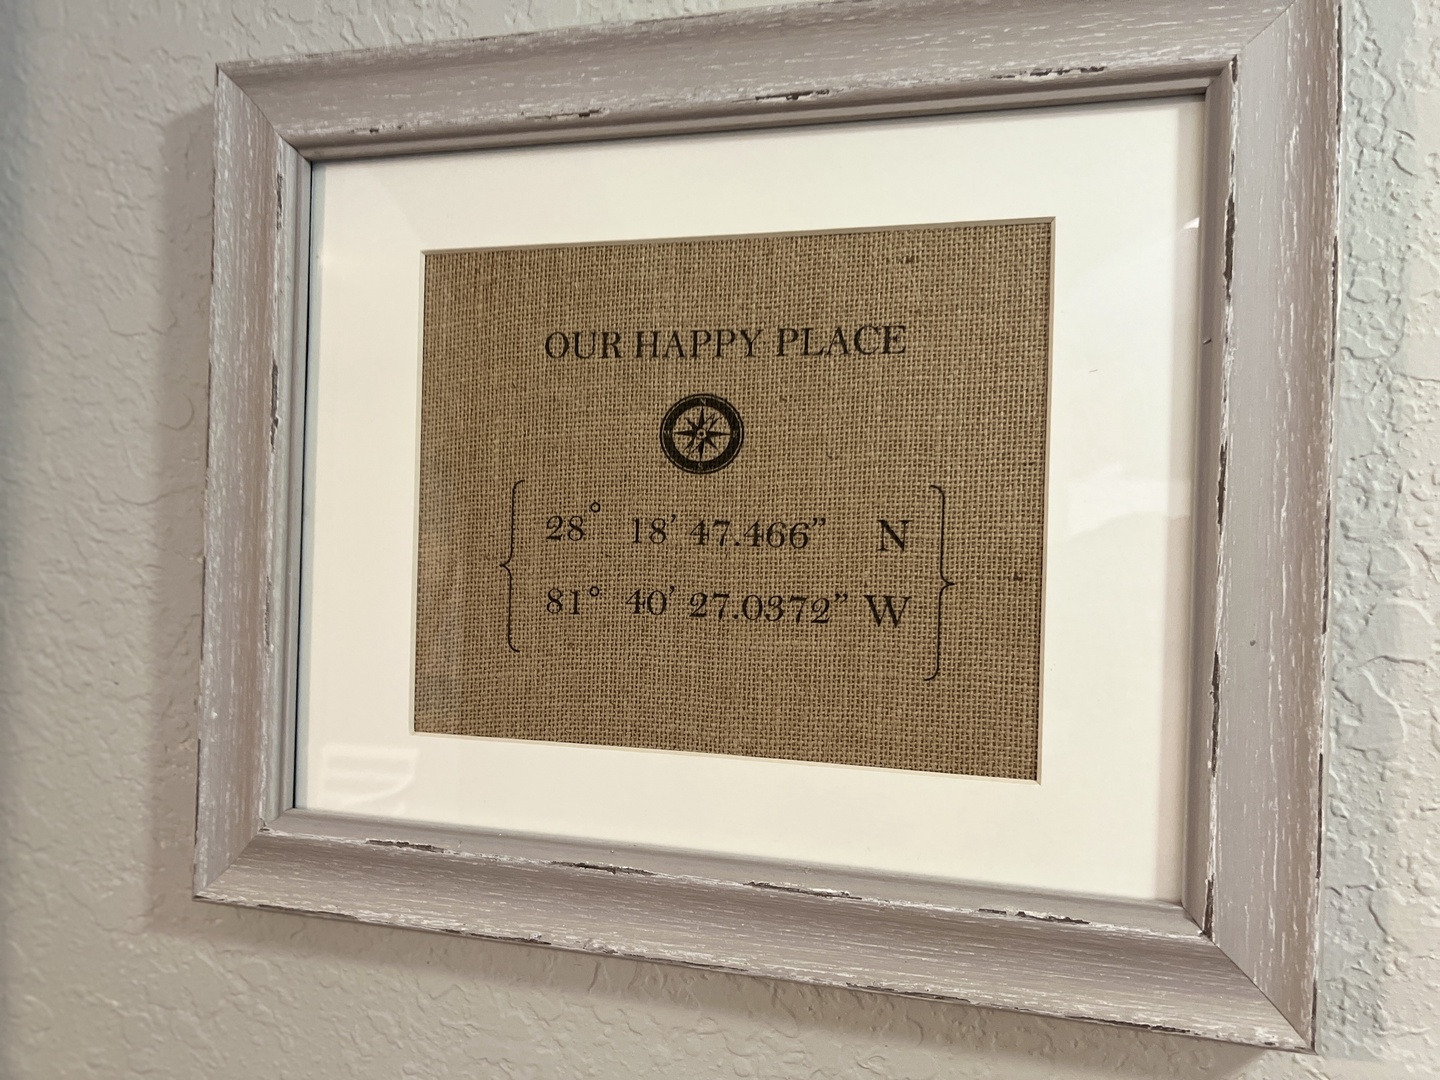 OUR HAPPY PLACE
N
28° 18' 47.466” N
81° 40' 27.0372” W